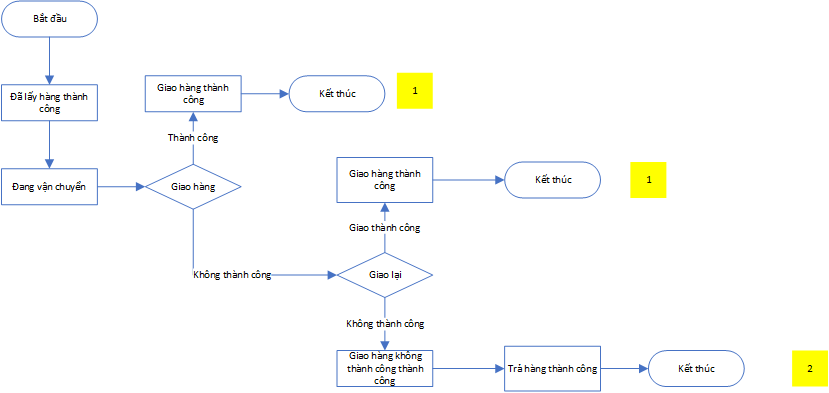 Bắt đầu
Đã lấy hàng thành
công
Đang vận chuyển
Giao hàng
Thành công
Giao hàng thành
công
Kết thúc
1
Không thành công
Giao lại
Giao thành công
Giao hàng thành
công
Kết thúc
1
Không thành công
Giao hàng không
thành công thành
công
Trả hàng thành công
Kết thúc
2